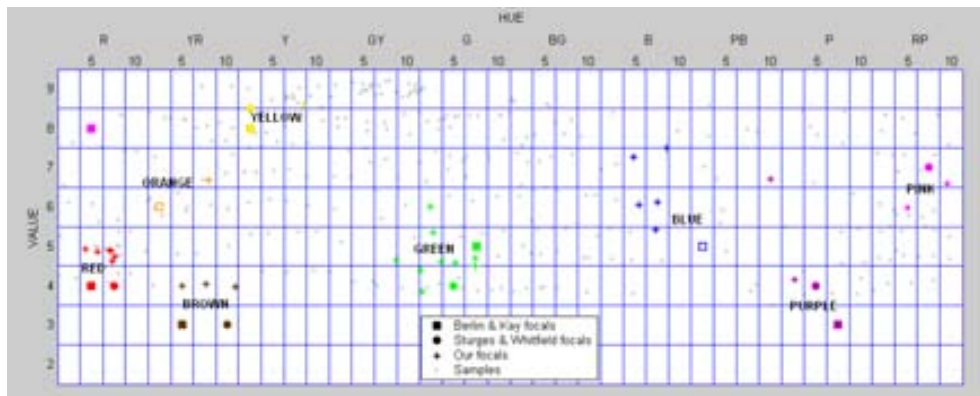 HUE
R YR Y GY G BG B PB P RP
5 10 5 10 5 10 5 10 5 10 5 10 5 10 5 10 5 10 5 10
VALUE
9
8
7
6
5
4
3
2
YELLOW
ORANGE
PINK
BLUE
GREEN
RED
BROWN
PURPLE
Berlin & Kay focals
Sturges & Whitfield focals
Our focals
Samples